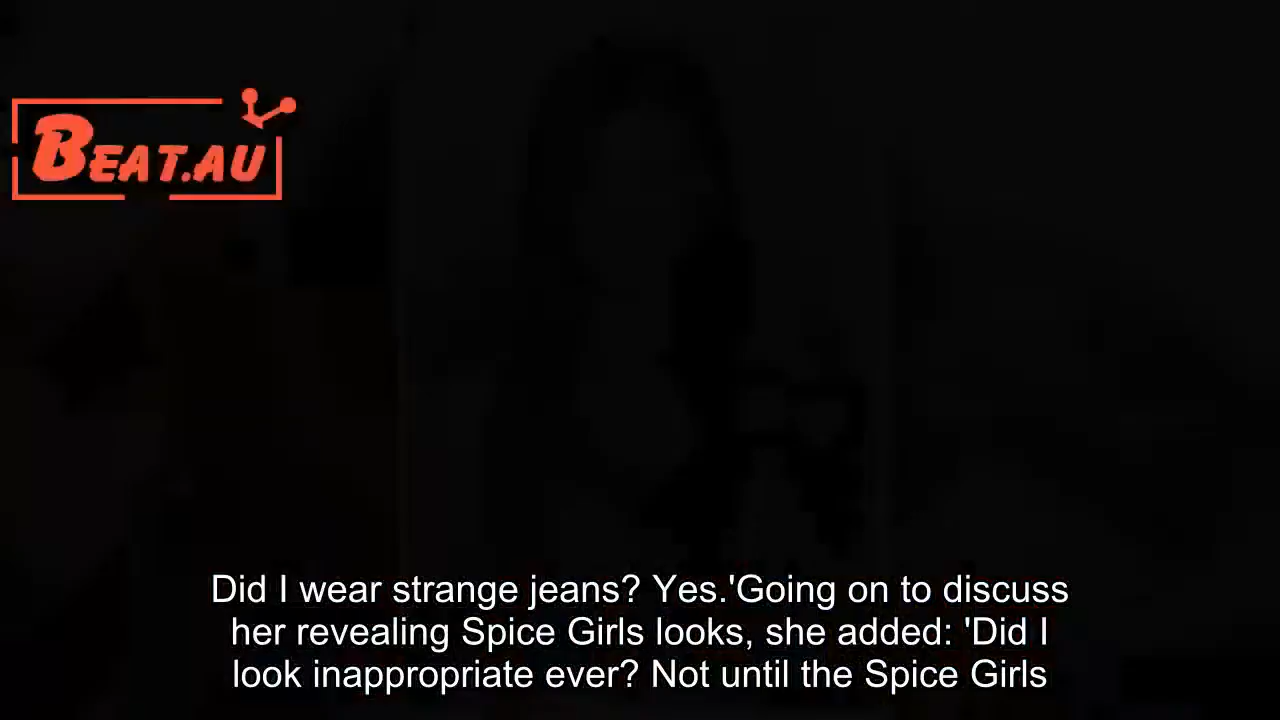 BEAT.AU
Did I wear strange jeans? Yes.'Going on to discuss
her revealing Spice Girls looks, she added: 'Did I
look inappropriate ever? Not until the Spice Girls